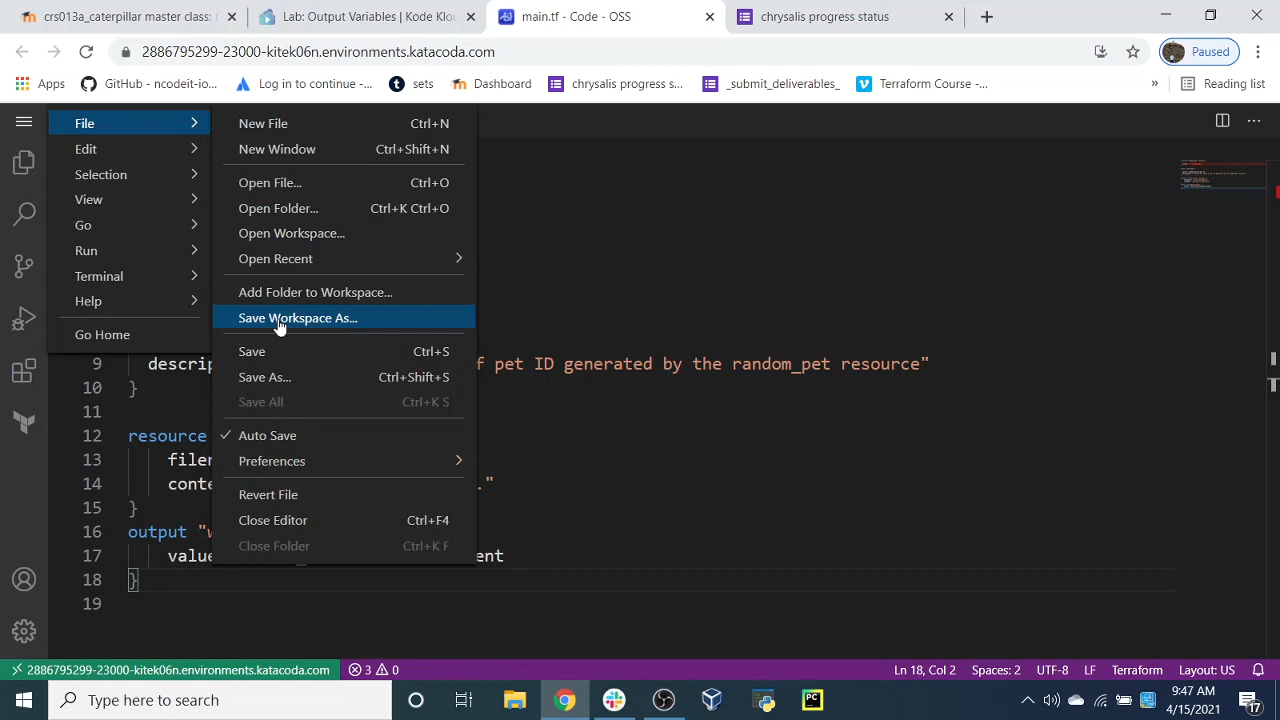 ses013a_caterpillar master class: t
Lab: Output Variables | Kode Klou
main.tf - Code - OSS
chrysalis progress status
2886795299-23000-kitek06n.environments.katacoda.com
Paused
Apps
GitHub - ncodeit-io...
Log in to continue -...
sets
Dashboard
chrysalis progress s...
_submit_deliverables_
Terraform Course -...
»
Reading list
File
Edit
Selection
View
Go
Run
Terminal
Help
Go Home
New File Ctrl+N
New Window Ctrl+Shift+N
Open File... Ctrl+O
Open Folder... Ctrl+K Ctrl+O
Open Workspace...
Open Recent
Add Folder to Workspace...
Save Workspace As...
Save Ctrl+S
Save As... Ctrl+Shift+S
Save All Ctrl+K S
Auto Save
Preferences
Revert File
Close Editor Ctrl+F4
Close Folder Ctrl+K F
9 descri f pet ID generated by the random_pet resource"
10 }
11
12 resource
13 filen
14 conte ."
15 }
16 output "w
17 value ent
18 }
19
2886795299-23000-kitek06n.environments.katacoda.com
3 0
Ln 18, Col 2
Spaces: 2
UTF-8
LF
Terraform
Layout: US
Type here to search
PC
9:47 AM
4/15/2021
17